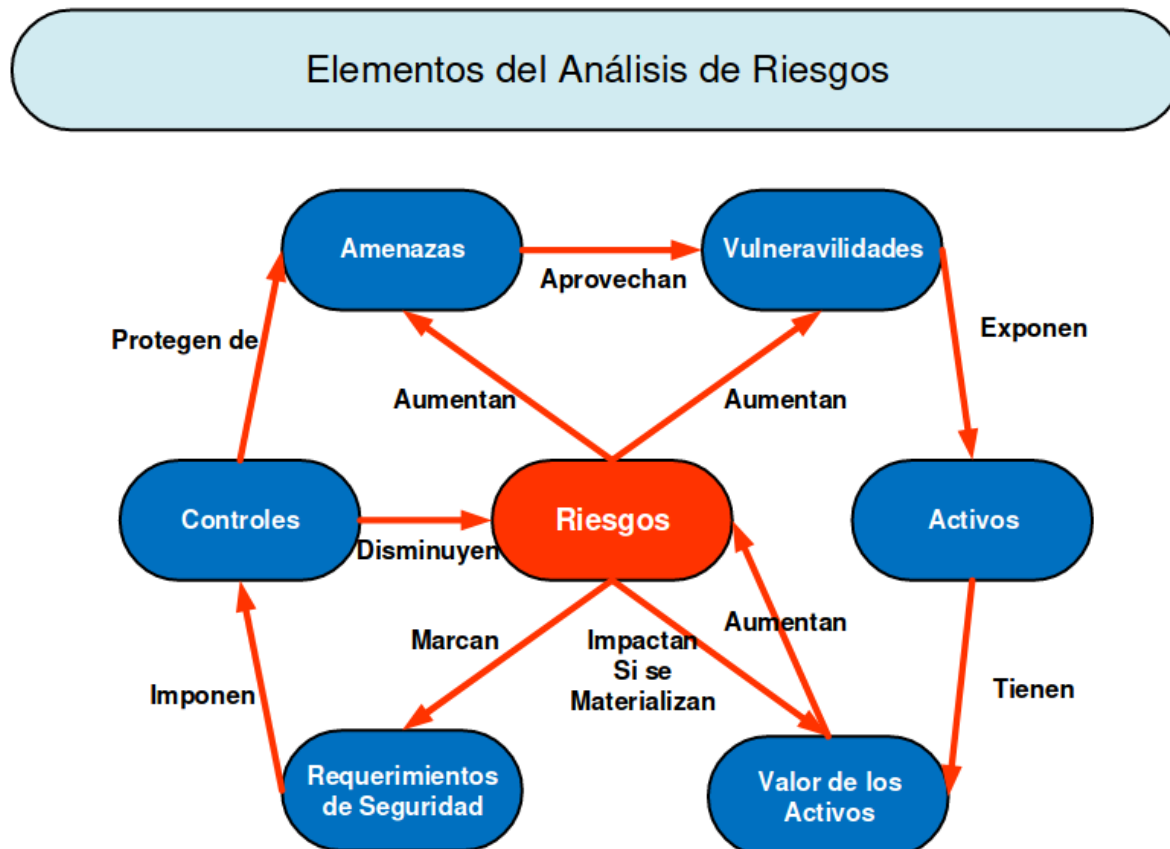 Elementos del Análisis de Riesgos
Amenazas
Vulneravilidades
Aprovechan
Protegen de
Exponen
Aumentan
Aumentan
Controles
Riesgos
Activos
Disminuyen
Marcan
Impactan
Si se
Materializan
Aumentan
Imponen
Tienen
Requerimientos
de Seguridad
Valor de los
Activos